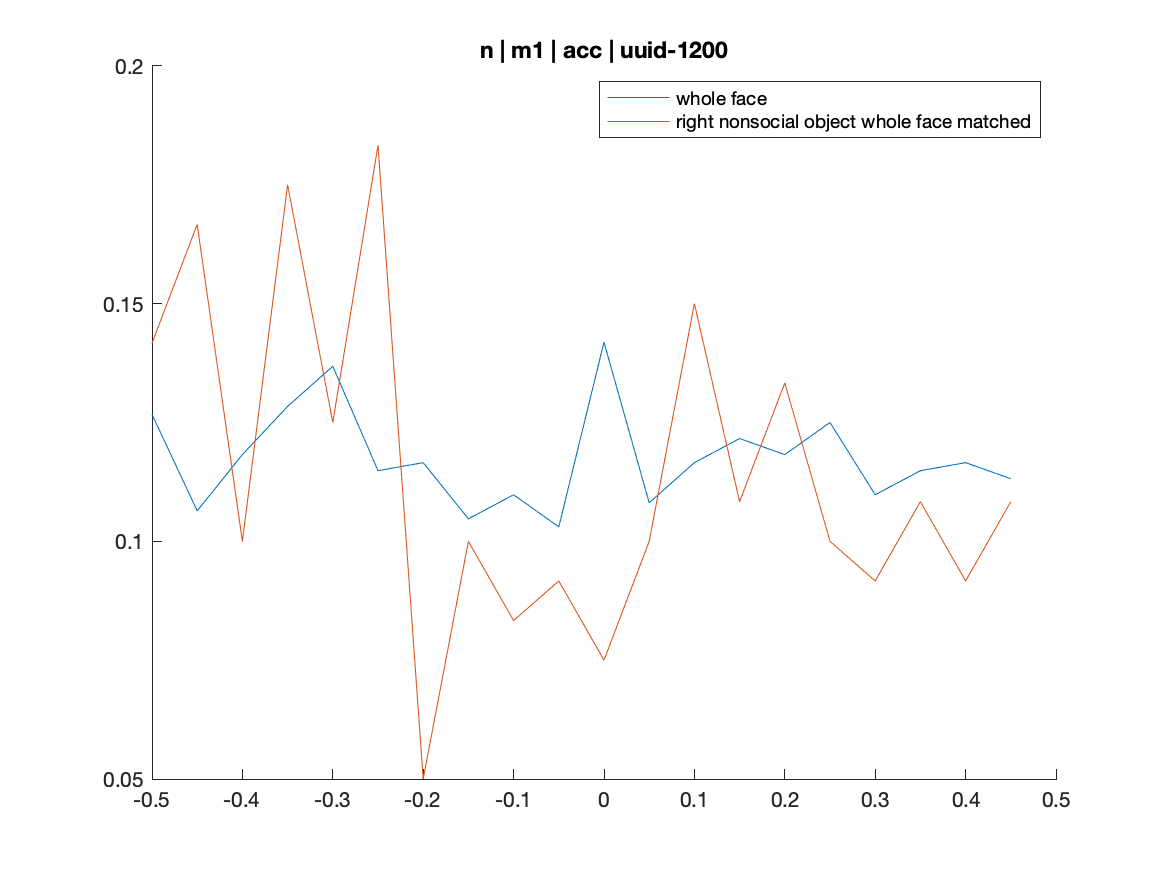 n | m1 | acc | uuid-1200
whole face
right nonsocial object whole face matched
0.2
0.15
0.1
0.05
-0.5 -0.4 -0.3 -0.2 -0.1 0 0.1 0.2 0.3 0.4 0.5